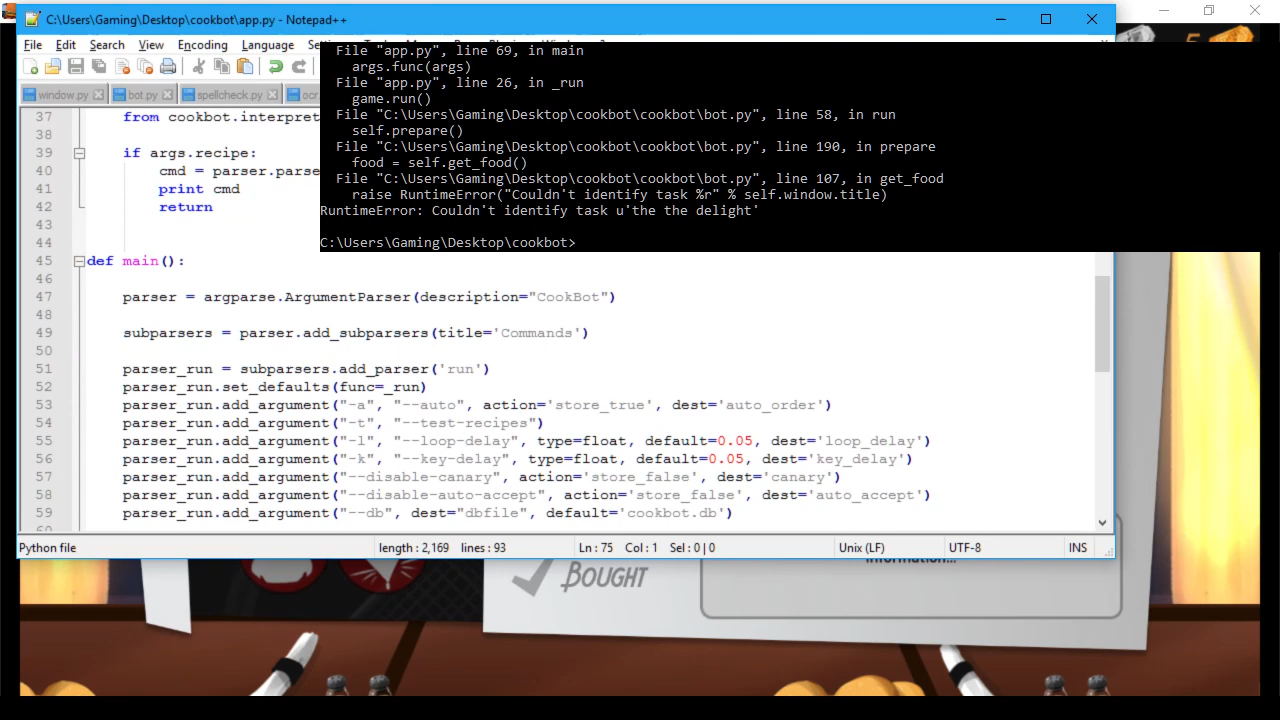 C:\Users\Gaming\Desktop\cookbot\app.py - Notepad++
File Edit Search View Encoding Language
window.py bot.py spellcheck.py
File "app.py", line 69, in main
args.func(args)
File "app.py", line 26, in _run
game.run()
File "C:\Users\Gaming\Desktop\cookbot\cookbot\bot.py", line 58, in run
self.prepare()
File "C:\Users\Gaming\Desktop\cookbot\cookbot\bot.py", line 190, in prepare
food = self.get_food()
File "C:\Users\Gaming\Desktop\cookbot\cookbot\bot.py", line 107, in get_food
raise RuntimeError("Couldn't identify task %r" % self.window.title)
RuntimeError: Couldn't identify task u'the the delight'
C:\Users\Gaming\Desktop\cookbot>
37 from cookbot.interpret
38
39 if args.recipe:
40 cmd = parser.parse
41 print cmd
42 return
43
44
45 def main():
46
47 parser = argparse.ArgumentParser(description="CookBot")
48
49 subparsers = parser.add_subparsers(title='Commands')
50
51 parser_run = subparsers.add_parser('run')
52 parser_run.set_defaults(func=_run)
53 parser_run.add_argument("-a", "--auto", action='store_true', dest='auto_order')
54 parser_run.add_argument("-t", "--test-recipes")
55 parser_run.add_argument("-l", "--loop-delay", type=float, default=0.05, dest='loop_delay')
56 parser_run.add_argument("-k", "--key-delay", type=float, default=0.05, dest='key_delay')
57 parser_run.add_argument("--disable-canary", action='store_false', dest='canary')
58 parser_run.add_argument("--disable-auto-accept", action='store_false', dest='auto_accept')
59 parser_run.add_argument("--db", dest="dbfile", default='cookbot.db')
60
Python file length : 2,169 lines : 93 Ln : 75 Col : 1 Sel : 0 | 0 Unix (LF) UTF-8 INS
information...
BOUGHT